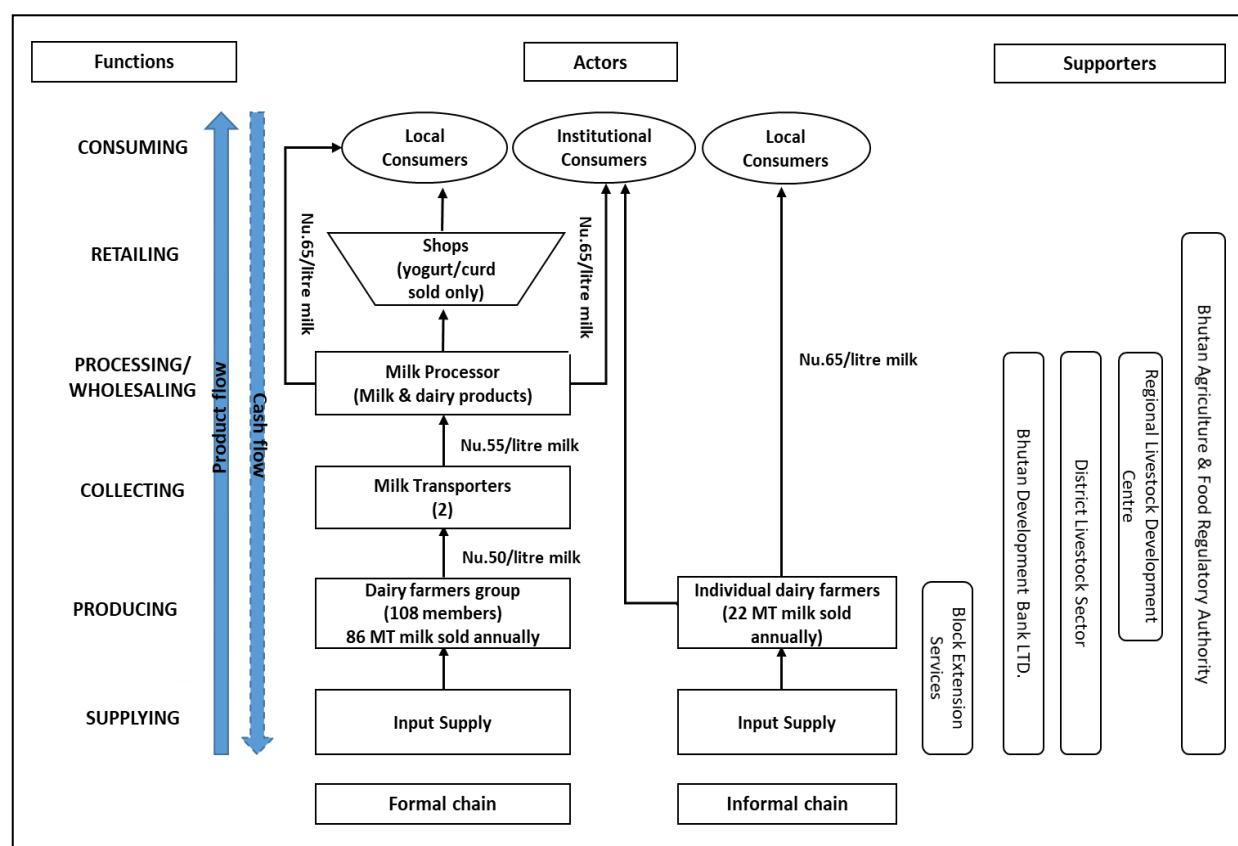 Functions
Actors
Supporters
CONSUMING
RETAILING
PROCESSING/
WHOLESALING
COLLECTING
PRODUCING
SUPPLYING
Product flow
Cash flow
Local
Consumers
Institutional
Consumers
Local
Consumers
Nu.65/litre milk
Shops
(yogurt/curd
sold only)
Nu.65/litre milk
Nu.65/litre milk
Milk Processor
(Milk & dairy products)
Nu.55/litre milk
Milk Transporters
(2)
Nu.50/litre milk
Dairy farmers group
(108 members)
86 MT milk sold annually
Individual dairy farmers
(22 MT milk sold
annually)
Input Supply
Input Supply
Formal chain
Informal chain
Block Extension
Services
Bhutan Development Bank LTD.
District Livestock Sector
Regional Livestock Development
Centre
Bhutan Agriculture & Food Regulatory Authority